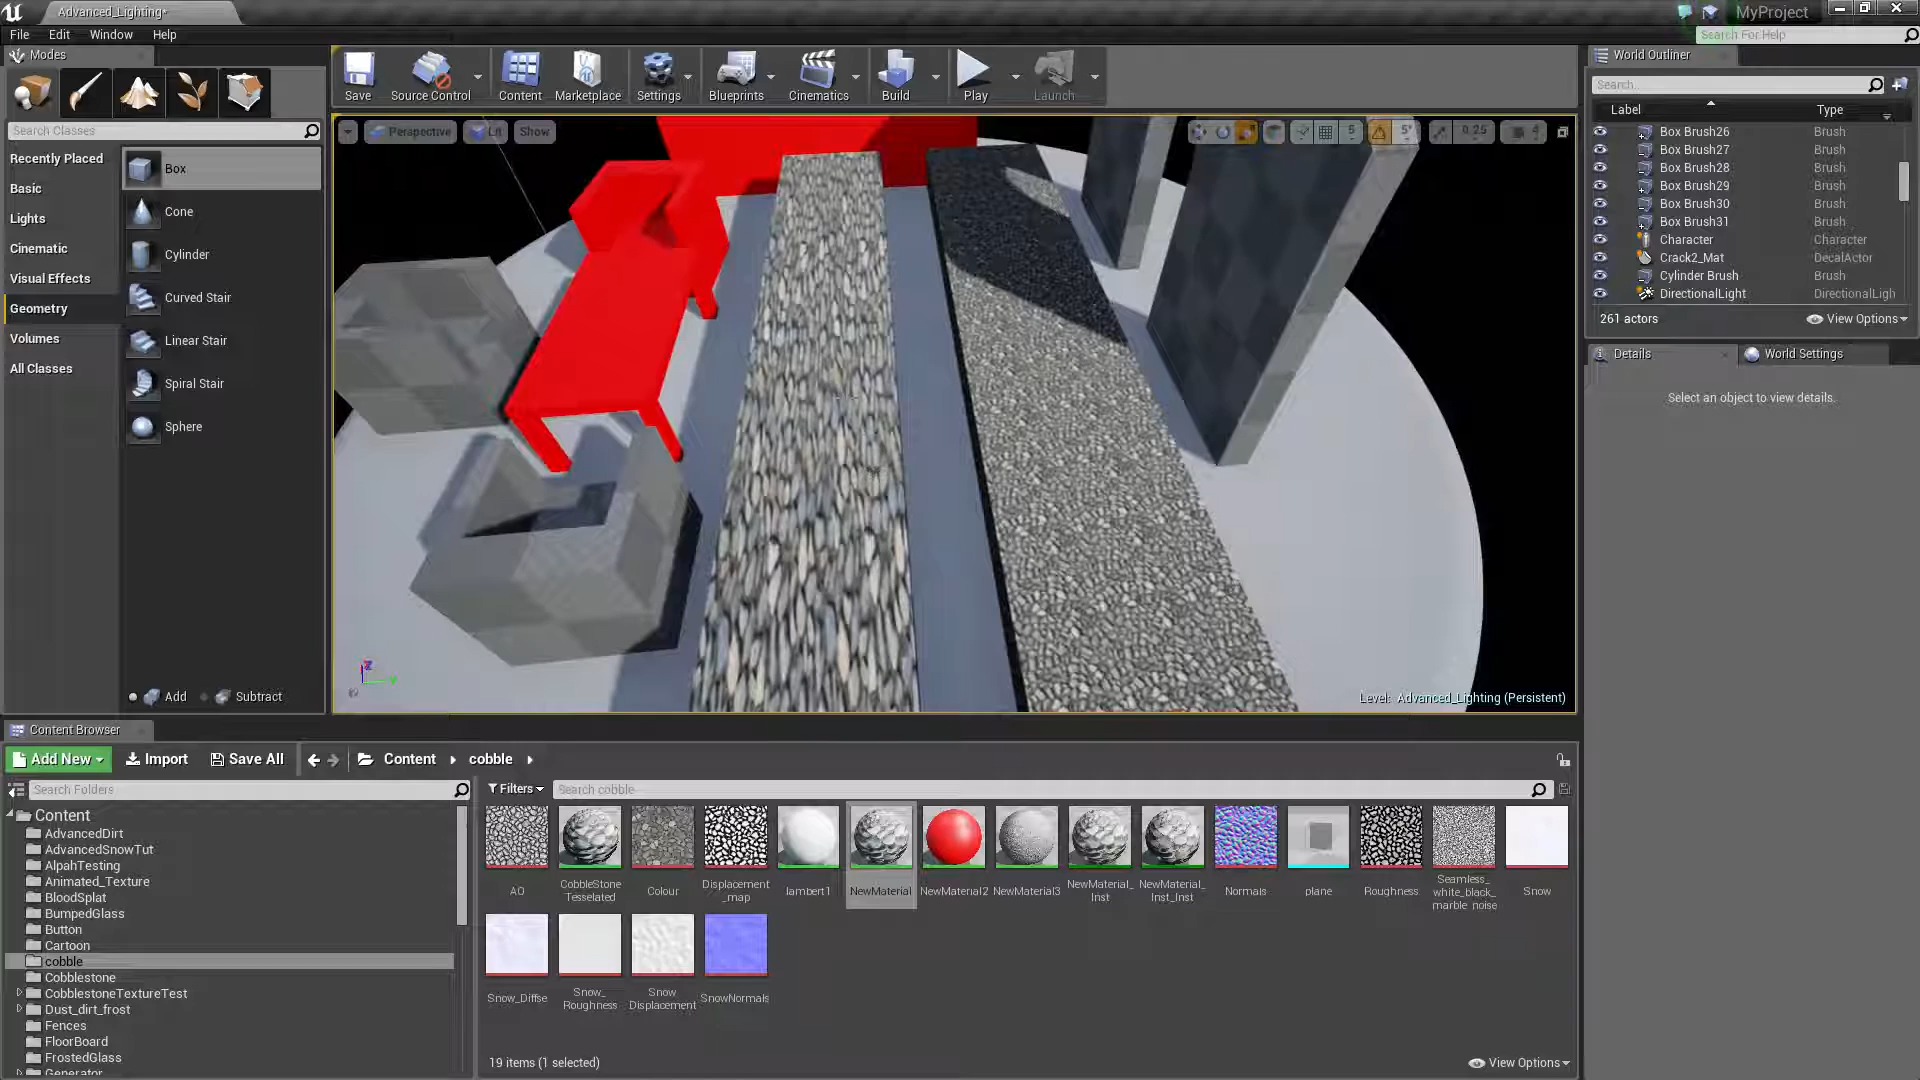 Advanced_Lighting*
MyProject
File Edit Window Help
Search For Help
Modes
Save
Source Control
Content
Marketplace
Settings
Blueprints
Cinematics
Build
Play
Launch
World Outliner
Search...
Label Type
Box Brush26 Brush
Box Brush27 Brush
Box Brush28 Brush
Box Brush29 Brush
Box Brush30 Brush
Box Brush31 Brush
Character Character
Crack2_Mat DecalActor
Cylinder Brush Brush
DirectionalLight DirectionalLigh
261 actors View Options
Details World Settings
Select an object to view details.
Search Classes
Recently Placed
Basic
Lights
Cinematic
Visual Effects
Geometry
Volumes
All Classes
Box
Cone
Cylinder
Curved Stair
Linear Stair
Spiral Stair
Sphere
Add Subtract
Perspective Lit Show
5 5° 0.25 4
Level: Advanced_Lighting (Persistent)
Content Browser
Add New Import Save All Content cobble
Search Folders
Filters Search cobble
Content
AdvancedDirt
AdvancedSnowTut
AlpahTesting
Animated_Texture
BloodSplat
BumpedGlass
Button
Cartoon
cobble
Cobblestone
CobblestoneTextureTest
Dust_dirt_frost
Fences
FloorBoard
FrostedGlass
Generator
AO
CobbleStone
Tesselated
Colour
Displacement
_map
lambert1
NewMaterial
NewMaterial2
NewMaterial3
NewMaterial_
Inst
NewMaterial_
Inst_Inst
Normals
plane
Roughness
Seamless_
white_black_
marble_noise
Snow
Snow_Diffse
Snow_
Roughness
Snow
Displacement
SnowNormals
19 items (1 selected)
View Options